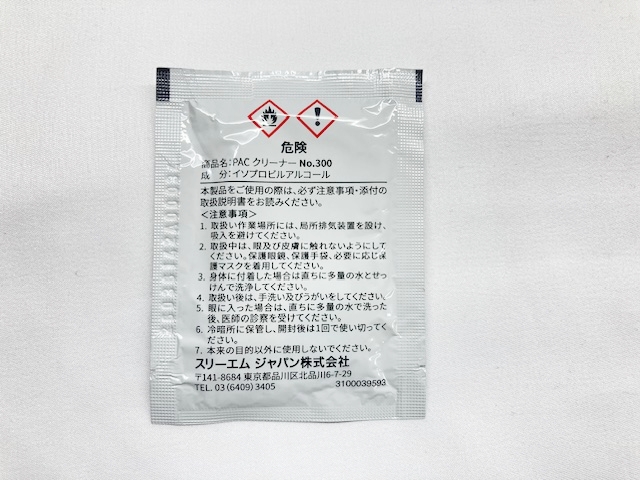 危険
商品名：PAC クリーナー No.300
成　分：イソプロピルアルコール
本製品をご使用の際は、必ず注意事項・添付の
取扱説明書をお読みください。
＜注意事項＞
1. 取扱い作業場所には、局所排気装置を設け、
吸入を避けてください。
2. 取扱中は、眼及び皮膚に触れないようにして
ください。保護眼鏡、保護手袋、必要に応じ保
護マスクを着用してください。
3. 身体に付着した場合は直ちに多量の水とせっ
けんで洗浄してください。
4. 取扱い後は、手洗い及びうがいをしてください。
5. 眼に入った場合は、直ちに多量の水で洗った
後、医師の診察を受けてください。
6. 冷暗所に保管し、開封後は1回で使い切ってく
ださい。
7. 本来の目的以外に使用しないでください。
スリーエム ジャパン株式会社
〒141-8684 東京都品川区北品川6-7-29
TEL. 03 (6409) 3405
3100039593